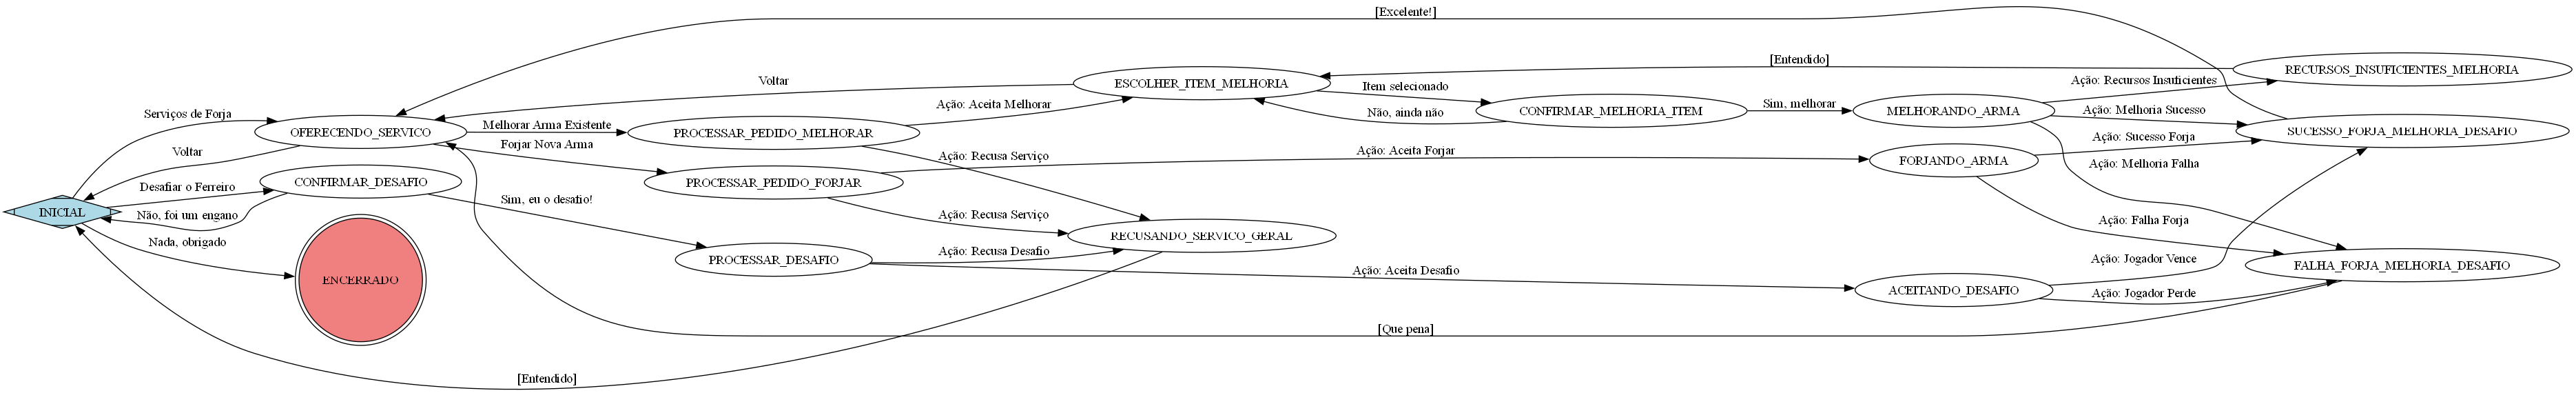 [Excelente!]
[Entendido]
RECURSOS_INSUFICIENTES_MELHORIA
Voltar
ESCOLHER_ITEM_MELHORIA
Ação: Recursos Insuficientes
Item selecionado
Ação: Aceita Melhorar
CONFIRMAR_MELHORIA_ITEM
Sim, melhorar
MELHORANDO_ARMA
Ação: Melhoria Sucesso
Não, ainda não
Serviços de Forja
OFERECENDO_SERVICO
Melhorar Arma Existente
PROCESSAR_PEDIDO_MELHORAR
SUCESSO_FORJA_MELHORIA_DESAFIO
Ação: Sucesso Forja
Forjar Nova Arma
Voltar
Ação: Recusa Serviço
Ação: Aceita Forjar
FORJANDO_ARMA
Ação: Melhoria Falha
CONFIRMAR_DESAFIO
PROCESSAR_PEDIDO_FORJAR
Desafiar o Ferreiro
Sim, eu o desafio!
INICIAL
Não, foi um engano
Ação: Recusa Serviço
Ação: Falha Forja
RECUSANDO_SERVICO_GERAL
Nada, obrigado
Ação: Recusa Desafio
PROCESSAR_DESAFIO
Ação: Jogador Vence
FALHA_FORJA_MELHORIA_DESAFIO
Ação: Aceita Desafio
ENCERRADO
ACEITANDO_DESAFIO
Ação: Jogador Perde
[Que pena]
[Entendido]